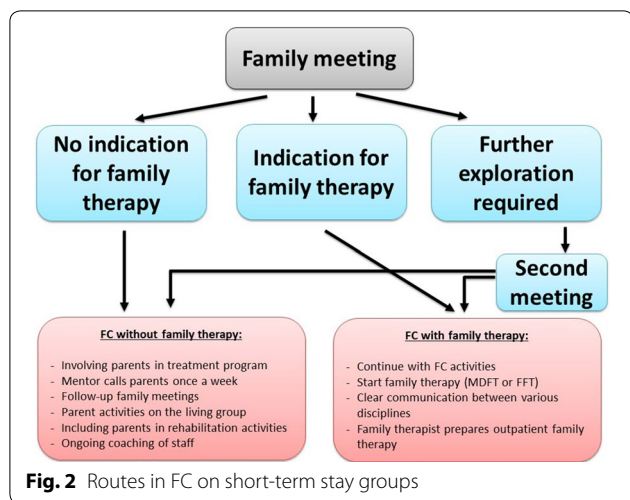 Family meeting
No indication
for family
therapy
Indication for
family therapy
Further
exploration
required
Second
meeting
FC without family therapy:
- Involving parents in treatment program
- Mentor calls parents once a week
- Follow-up family meetings
- Parent activities on the living group
- Including parents in rehabilitation activities
- Ongoing coaching of staff
FC with family therapy:
- Continue with FC activities
- Start family therapy (MDFT or FFT)
- Clear communication between various
disciplines
- Family therapist prepares outpatient family
therapy
Fig. 2 Routes in FC on short-term stay groups